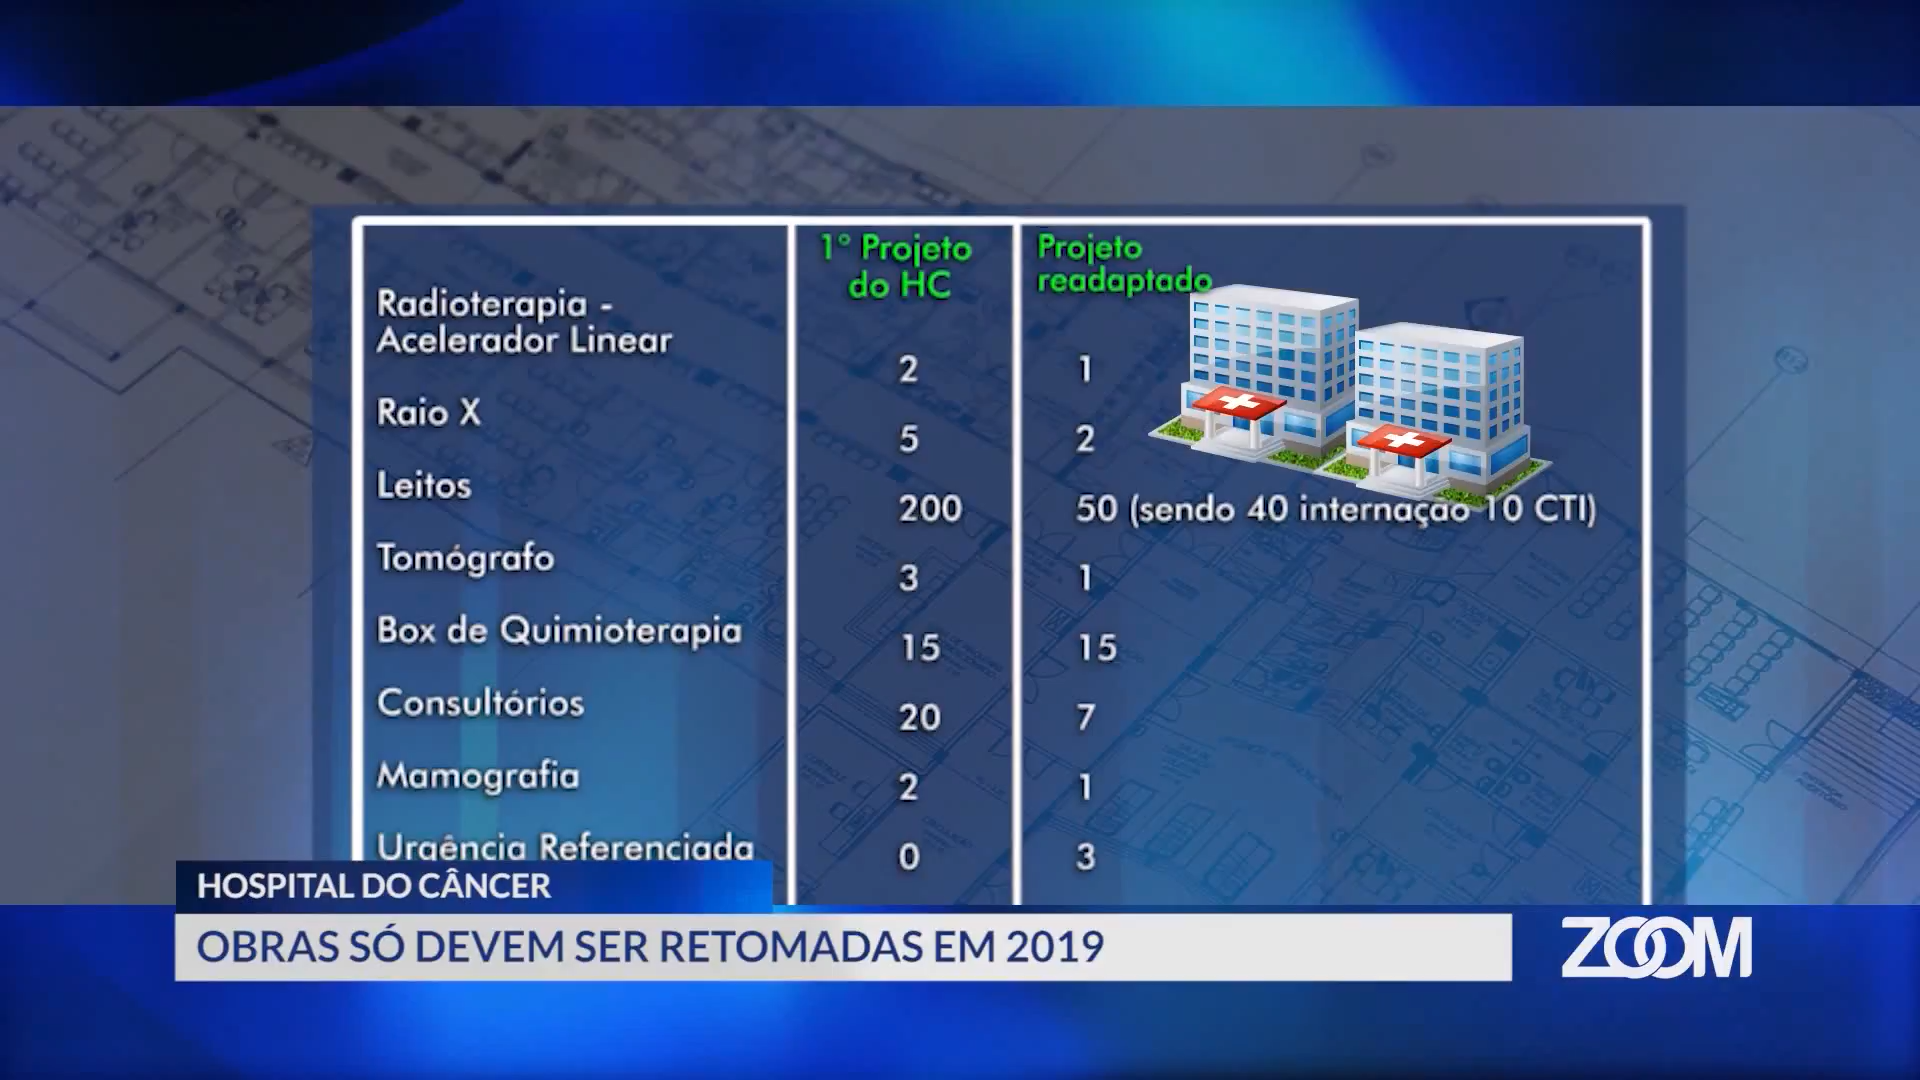 1º Projeto
do HC
Projeto
readaptado
Radioterapia -
Acelerador Linear
2
1
Raio X
5
2
Leitos
200
50 (sendo 40 internação 10 CTI)
Tomógrafo
3
1
Box de Quimioterapia
15
15
Consultórios
20
7
Mamografia
2
1
Urgência Referenciada
0
3
HOSPITAL DO CÂNCER
OBRAS SÓ DEVEM SER RETOMADAS EM 2019
ZOOM